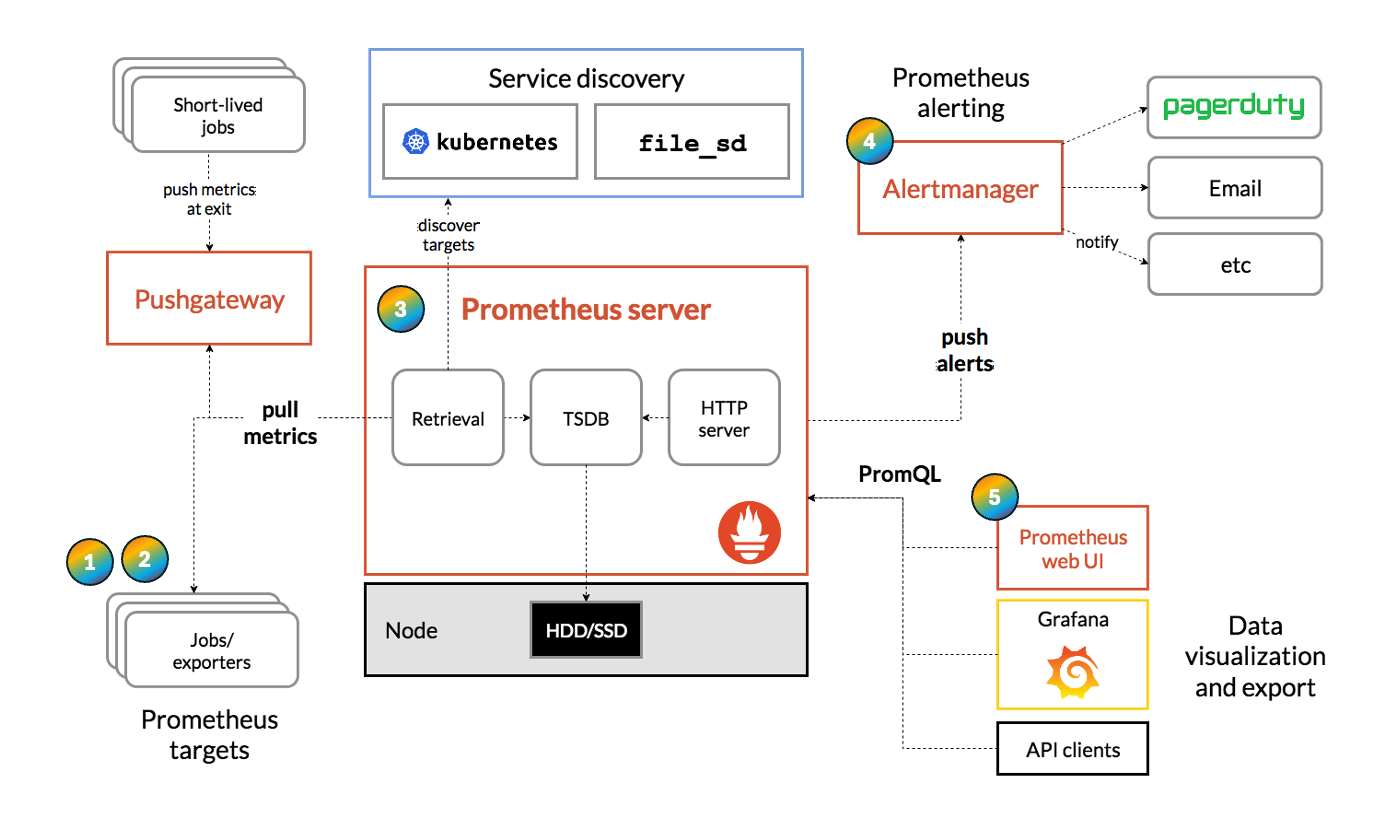 Short-lived
jobs
push metrics
at exit
Pushgateway
Service discovery
kubernetes
file_sd
discover
targets
3
Prometheus server
Retrieval
TSDB
HTTP
server
pull
metrics
1
2
Jobs/
exporters
Prometheus
targets
Node
HDD/SSD
Prometheus
alerting
4
Alertmanager
pagerduty
Email
notify
etc
push
alerts
PromQL
5
Prometheus
web UI
Grafana
API clients
Data
visualization
and export